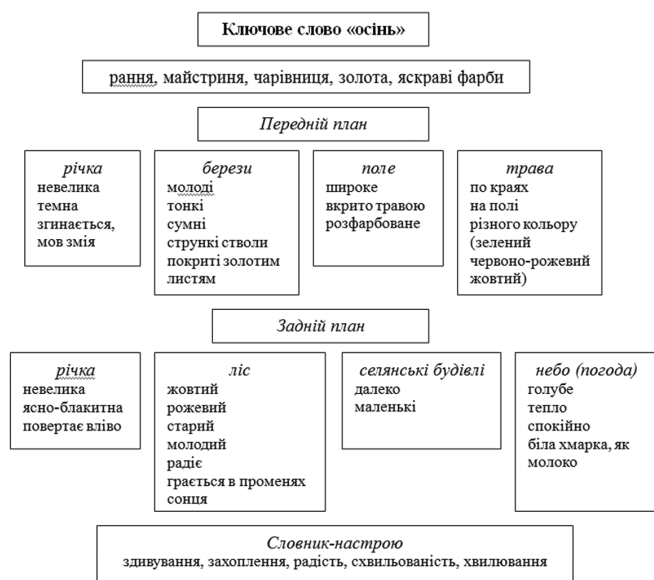 Ключове слово «осінь»
рання, майстриня, чарівниця, золота, яскраві фарби
Передній план
річка
невелика
темна
згинається,
мов змія
берези
молоді
тонкі
сумні
стрункі стволи
покриті золотим
листям
поле
широке
вкрито травою
розфарбоване
трава
по краях
на полі
різного кольору
(зелений
червоно-рожевий
жовтий)
Задній план
річка
невелика
ясно-блакитна
повертає вліво
ліс
жовтий
рожевий
старий
молодий
радіє
грається в променях
сонця
селянські будівлі
далеко
маленькі
небо (погода)
голубе
тепло
спокійно
біла хмарка, як
молоко
Словник-настрою
здивування, захоплення, радість, схвильованість, хвилювання